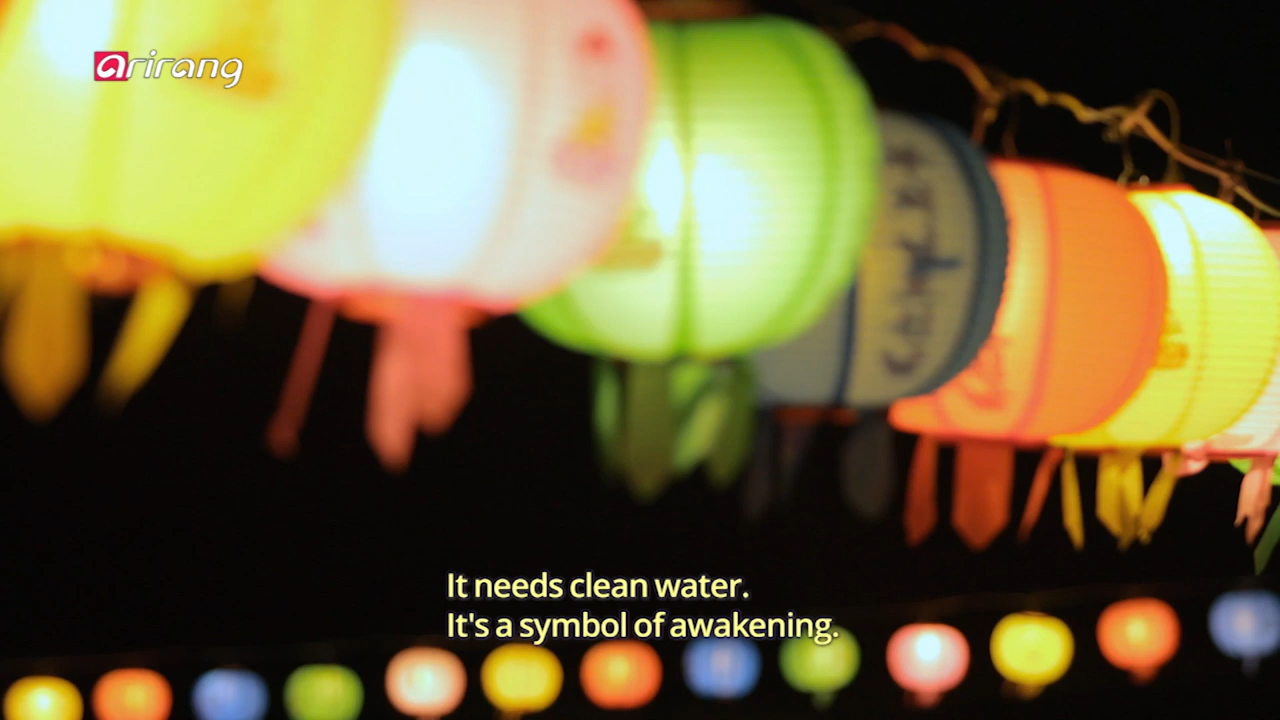 arirang
It needs clean water.
It's a symbol of awakening.